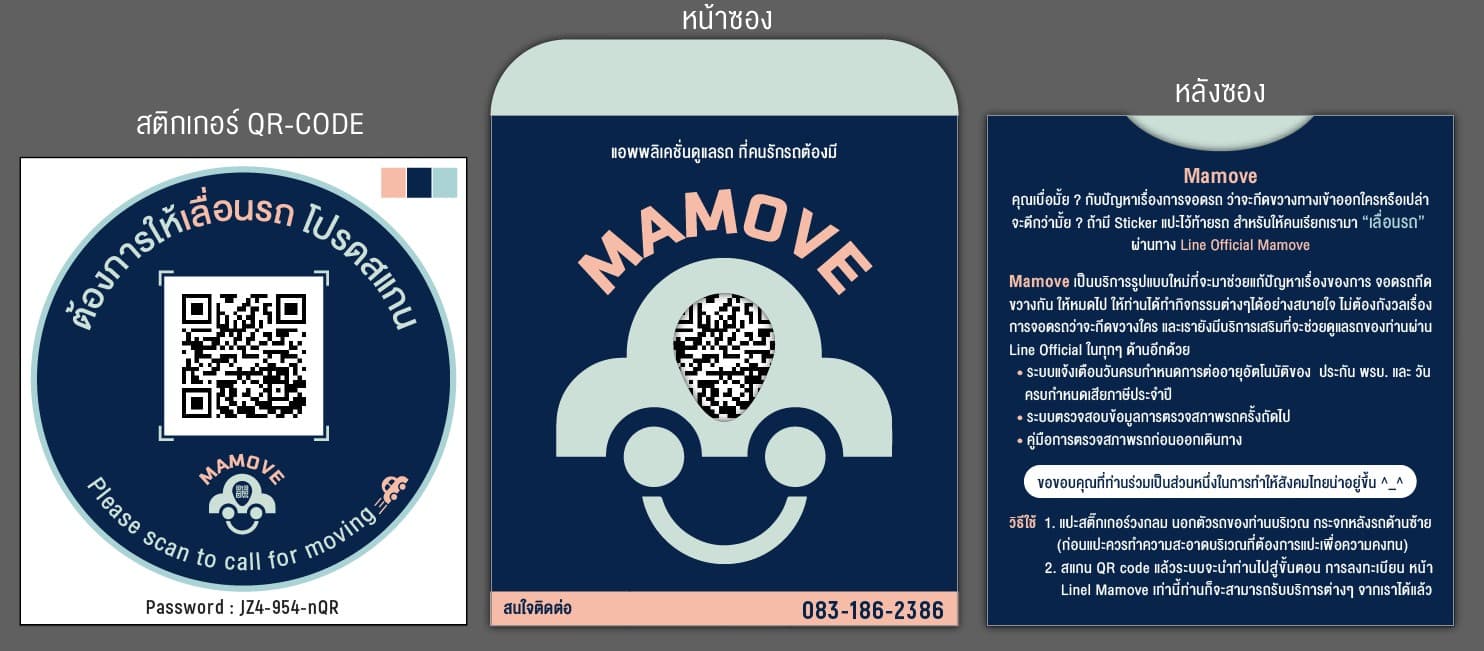 สติกเกอร์ QR-CODE
ต้องการให้เลื่อนรถ โปรดสแกน
MAMOVE
Please scan to call for moving
Password : JZ4-954-nQR
หน้าซอง
แอพพลิเคชั่นดูแลรถ ที่คนรักรถต้องมี
MAMOVE
สนใจติดต่อ 083-186-2386
หลังซอง
Mamove
คุณเบื่อมั้ย ? กับปัญหาเรื่องการจอดรถ ว่าจะกีดขวางทางเข้าออกใครหรือเปล่า
จะดีกว่ามั้ย ? ถ้ามี Sticker แปะไว้ท้ายรถ สำหรับให้คนเรียกเรามา “เลื่อนรถ”
ผ่านทาง Line Official Mamove
Mamove เป็นบริการรูปแบบใหม่ที่จะมาช่วยแก้ปัญหาเรื่องของการ จอดรถกีด
ขวางกัน ให้หมดไป ให้ท่านได้ทำกิจกรรมต่างๆได้อย่างสบายใจ ไม่ต้องกังวลเรื่อง
การจอดรถว่าจะกีดขวางใคร และเรายังมีบริการเสริมที่จะช่วยดูแลรถของท่านผ่าน
Line Official ในทุกๆ ด้านอีกด้วย
• ระบบแจ้งเตือนวันครบกำหนดการต่ออายุอัตโนมัติของ ประกัน พรบ. และ วัน
ครบกำหนดเสียภาษีประจำปี
• ระบบตรวจสอบข้อมูลการตรวจสภาพรถครั้งถัดไป
• คู่มือการตรวจสภาพรถก่อนออกเดินทาง
ขอขอบคุณที่ท่านร่วมเป็นส่วนหนึ่งในการทำให้สังคมไทยน่าอยู่ขึ้น ^_^
วิธีใช้ 1. แปะสติ๊กเกอร์วงกลม นอกตัวรถของท่านบริเวณ กระจกหลังรถด้านซ้าย
(ก่อนแปะควรทำความสะอาดบริเวณที่ต้องการแปะเพื่อความคงทน)
2. สแกน QR code แล้วระบบจะนำท่านไปสู่ขั้นตอน การลงทะเบียน หน้า
Linel Mamove เท่านี้ท่านก็จะสามารถรับบริการต่างๆ จากเราได้แล้ว